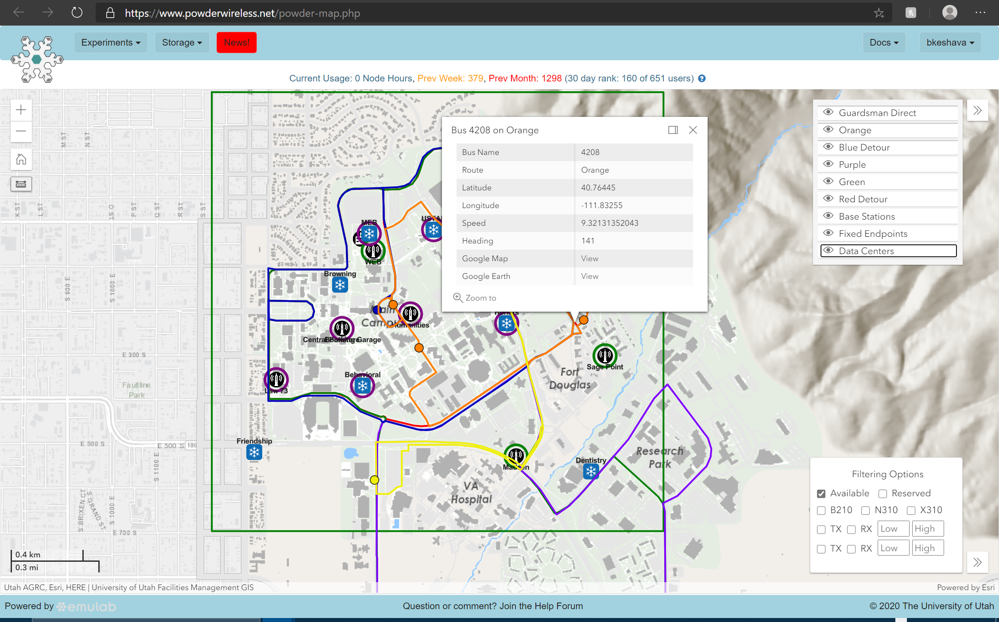 https://www.powderwireless.net/powder-map.php
Experiments
Storage
News!
Docs
bkeshava
Current Usage: 0 Node Hours, Prev Week: 379, Prev Month: 1298 (30 day rank: 160 of 651 users)
Guardsman Direct
Orange
Blue Detour
Purple
Green
Red Detour
Base Stations
Fixed Endpoints
Data Centers
Bus 4208 on Orange
Bus Name 4208
Route Orange
Latitude 40.76445
Longitude -111.83255
Speed 9.32131352043
Heading 141
Google Map View
Google Earth View
Zoom to
M ST
N ST
K ST
L ST
P ST
Q ST
R ST
S ST
MEB
WEB
Browning
S 900 E
S 1000 E
Main
Campus
Humanities
Honors
Central Parking Garage
Bookstore
E 300 S
Faultline
Park
Behavioral
Law 73
Sage Point
Fort
Douglas
Friendship
E 500 S
E 500 S
186
S 1100 E
Madsen
Dentistry
Research
Park
VA
Hospital
S BRIXEN CT
S GRAND ST
S 1000 E
E 700 S
Filtering Options
Available Reserved
B210 N310 X310
TX RX Low High
TX RX Low High
0.4 km
0.3 mi
Utah AGRC, Esri, HERE | University of Utah Facilities Management GIS
Powered by Esri
Powered by emulab
Question or comment? Join the Help Forum
© 2020 The University of Utah